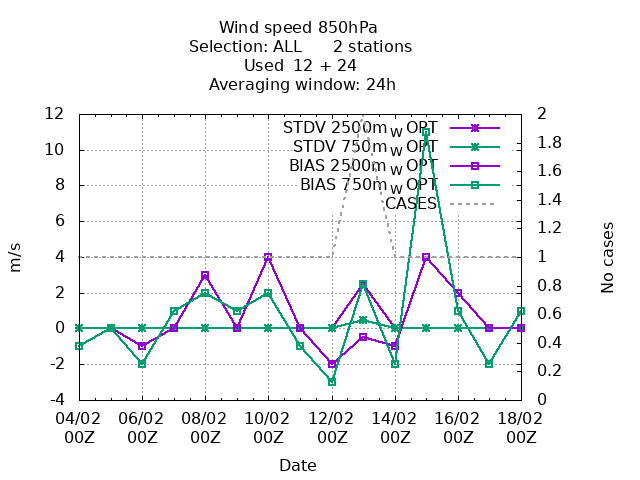 Wind speed 850hPa
Selection: ALL 2 stations
Used 12 + 24
Averaging window: 24h
12
10
8
6
4
2
0
-2
-4
2
1.8
1.6
1.4
1.2
1
0.8
0.6
0.4
0.2
0
STDV 2500m w OPT
STDV 750m w OPT
BIAS 2500m w OPT
BIAS 750m w OPT
CASES
m/s
No cases
04/02 06/02 08/02 10/02 12/02 14/02 16/02 18/02
00Z 00Z 00Z 00Z 00Z 00Z 00Z 00Z
Date